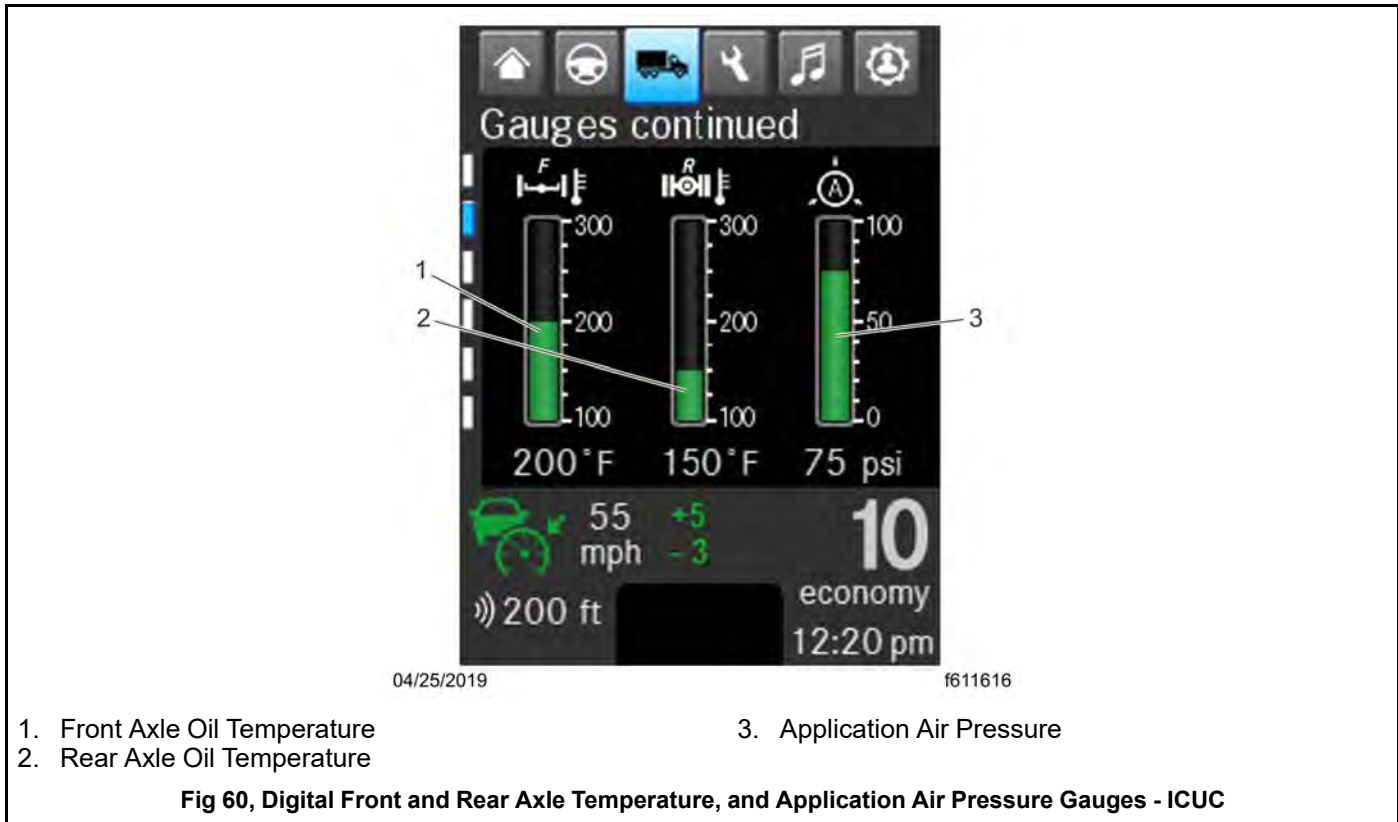 Gauges continued
F
R
A
300
300
100
1
2
200
200
50
3
100
100
0
200°F
150°F
75 psi
55
mph
+5
- 3
10
economy
200 ft
12:20 pm
04/25/2019
f611616
1. Front Axle Oil Temperature
2. Rear Axle Oil Temperature
3. Application Air Pressure
Fig 60, Digital Front and Rear Axle Temperature, and Application Air Pressure Gauges - ICUC